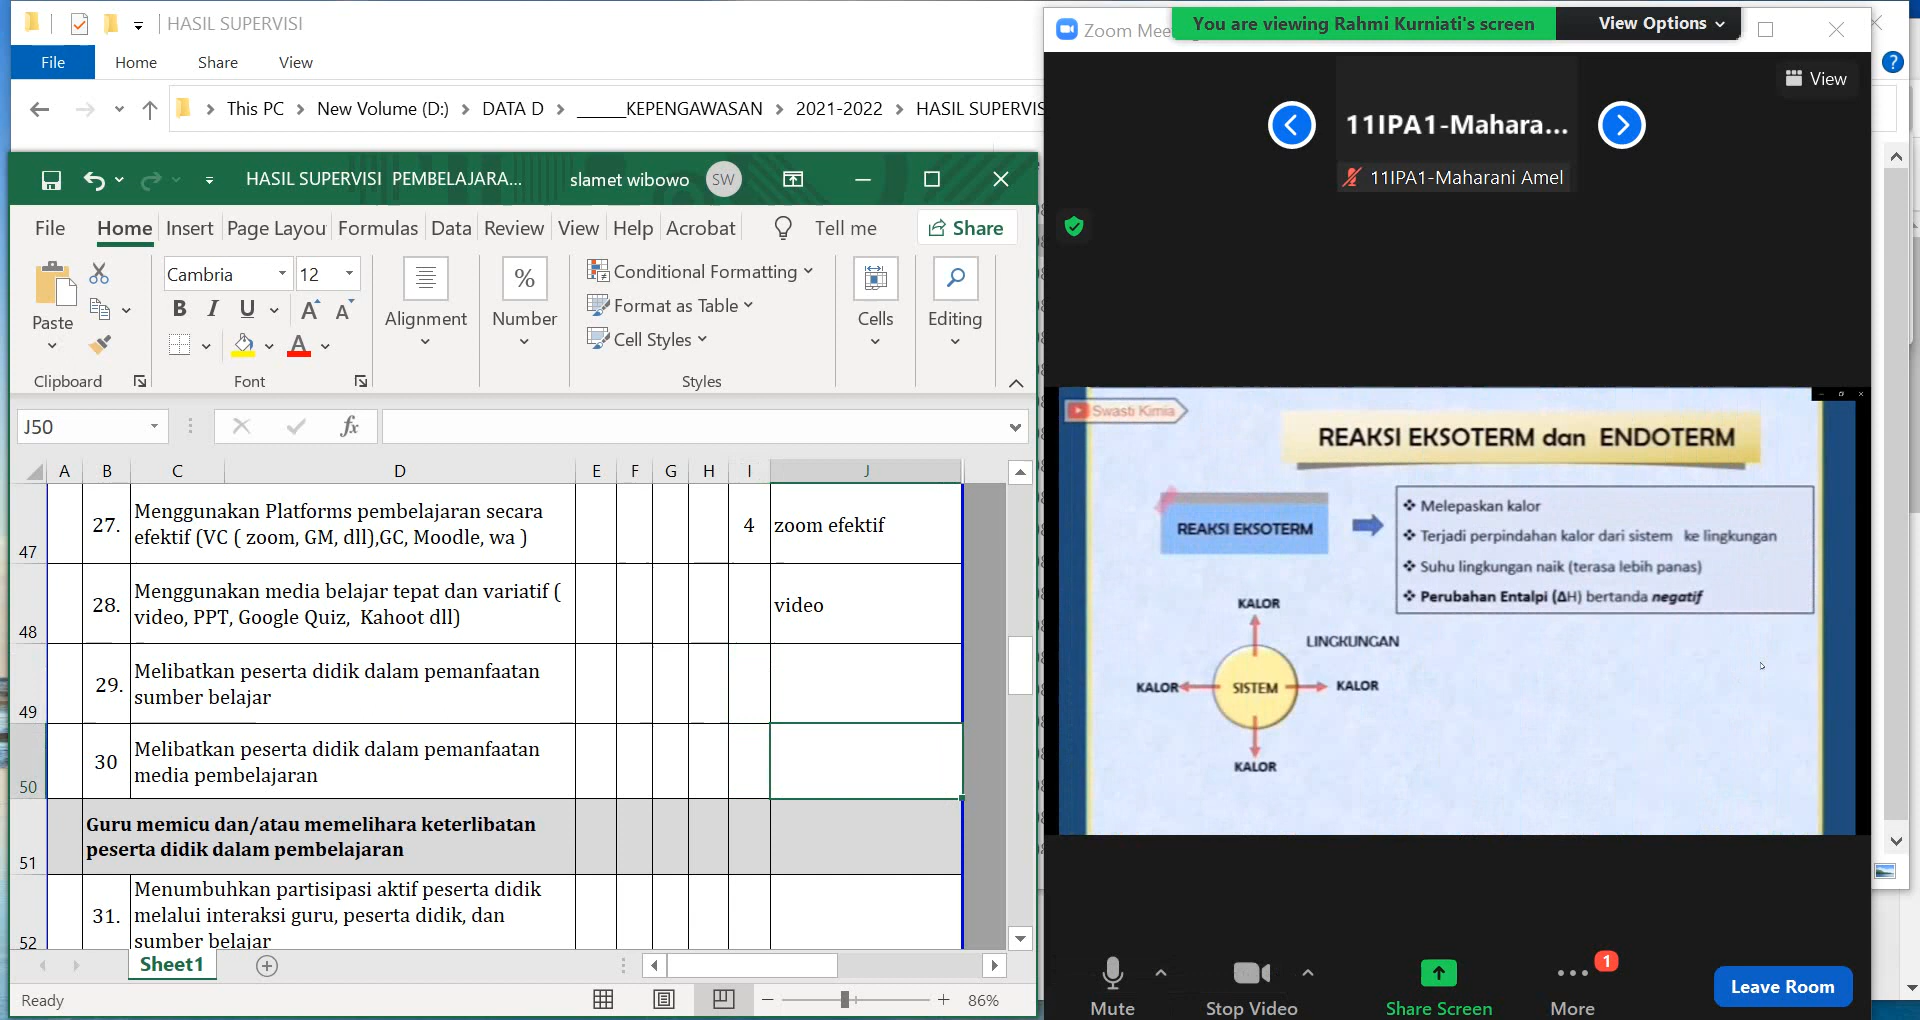 HASIL SUPERVISI
File
Home
Share
View
This PC
New Volume (D:)
DATA D
______KEPENGAWASAN
2021-2022
HASIL SUPERVIS
HASIL SUPERVISI PEMBELAJARA...
slamet wibowo
SW
File
Home
Insert
Page Layou
Formulas
Data
Review
View
Help
Acrobat
Tell me
Share
Paste
Clipboard
Cambria
12
B I U
A A
A
Font
Alignment
%
Number
Conditional Formatting
Format as Table
Cell Styles
Styles
Cells
Editing
J50
fx
A B C D E F G H I J
47
27.
Menggunakan Platforms pembelajaran secara
efektif (VC ( zoom, GM, dll),GC, Moodle, wa )
4
zoom efektif
48
28.
Menggunakan media belajar tepat dan variatif (
video, PPT, Google Quiz, Kahoot dll)
video
49
29.
Melibatkan peserta didik dalam pemanfaatan
sumber belajar
50
30
Melibatkan peserta didik dalam pemanfaatan
media pembelajaran
51
Guru memicu dan/atau memelihara keterlibatan
peserta didik dalam pembelajaran
52
31.
Menumbuhkan partisipasi aktif peserta didik
melalui interaksi guru, peserta didik, dan
sumber belajar
Sheet1
Ready
86%
Zoom Mee
You are viewing Rahmi Kurniati's screen
View Options
View
11IPA1-Mahara...
11IPA1-Maharani Amel
Swasti Kimia
REAKSI EKSOTERM dan ENDOTERM
REAKSI EKSOTERM
❖ Melepaskan kalor
❖ Terjadi perpindahan kalor dari sistem ke lingkungan
❖ Suhu lingkungan naik (terasa lebih panas)
❖ Perubahan Entalpi (ΔH) bertanda negatif
KALOR
LINGKUNGAN
KALOR
SISTEM
KALOR
KALOR
Mute
Stop Video
Share Screen
1
More
Leave Room